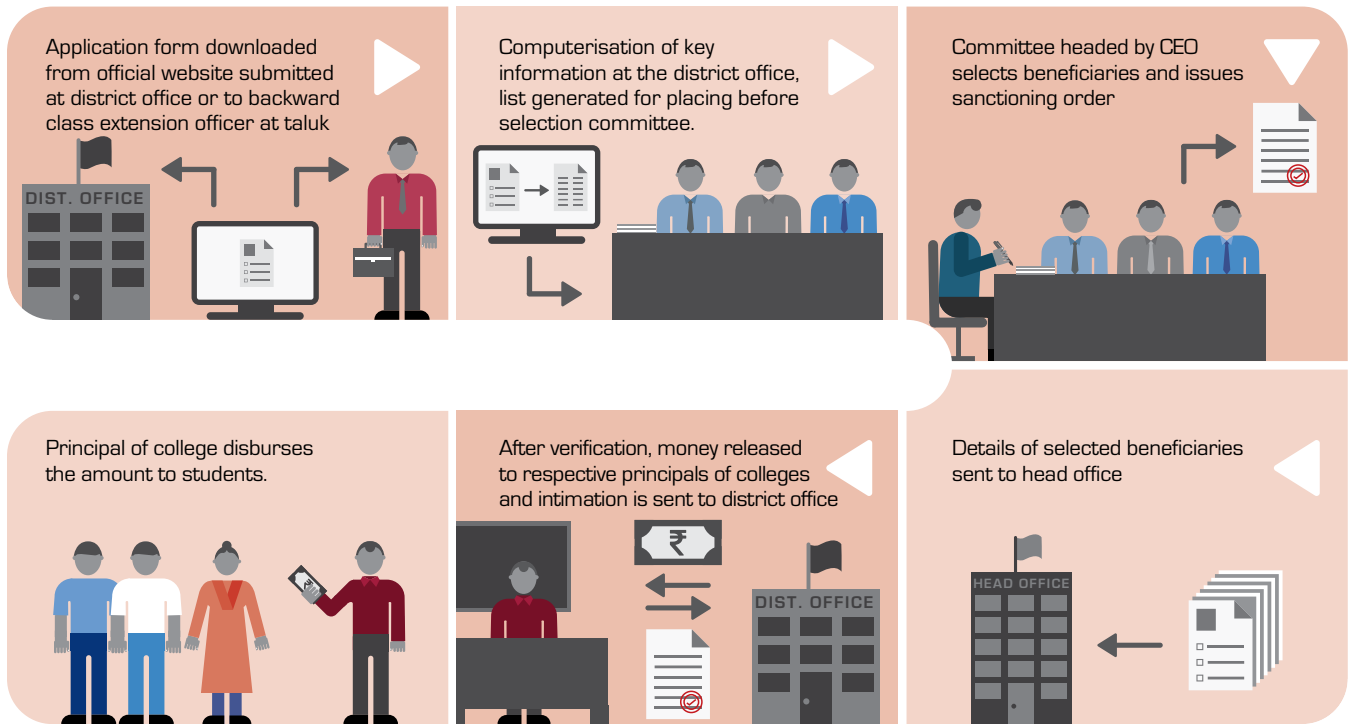 Application form downloaded
from official website submitted
at district office or to backward
class extension officer at taluk
DIST. OFFICE
Computerisation of key
information at the district office,
list generated for placing before
selection committee.
Committee headed by CEO
selects beneficiaries and issues
sanctioning order
Details of selected beneficiaries
sent to head office
HEAD OFFICE
After verification, money released
to respective principals of colleges
and intimation is sent to district office
₹
DIST. OFFICE
Principal of college disburses
the amount to students.
₹